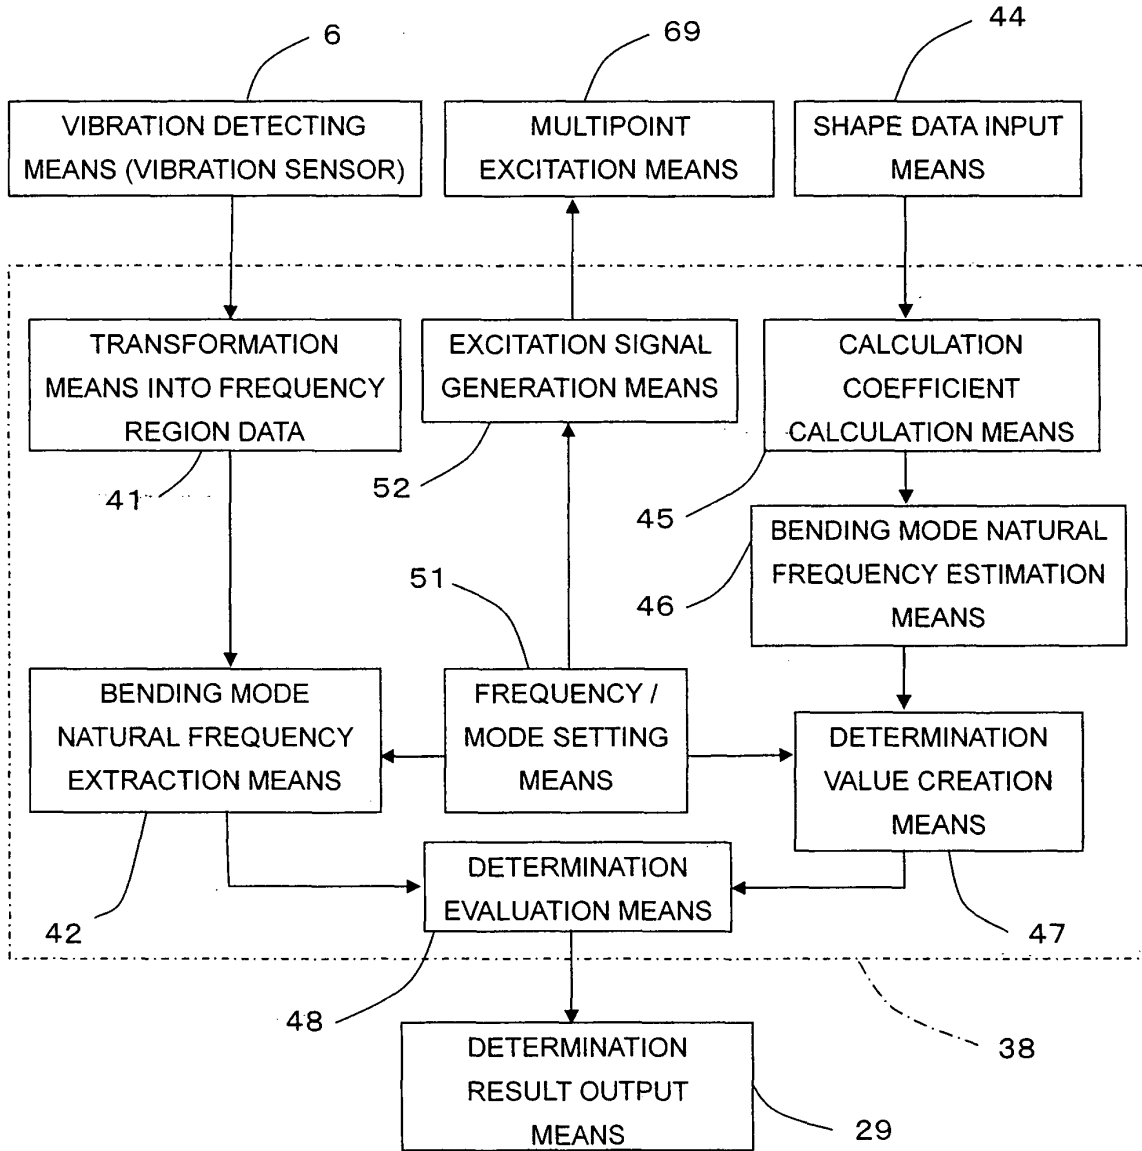 6
69
44
VIBRATION DETECTING
MEANS (VIBRATION SENSOR)
MULTIPOINT
EXCITATION MEANS
SHAPE DATA INPUT
MEANS
TRANSFORMATION
MEANS INTO FREQUENCY
REGION DATA
EXCITATION SIGNAL
GENERATION MEANS
CALCULATION
COEFFICIENT
CALCULATION MEANS
41
52
45
BENDING MODE NATURAL
FREQUENCY ESTIMATION
MEANS
51
46
BENDING MODE
NATURAL FREQUENCY
EXTRACTION MEANS
FREQUENCY /
MODE SETTING
MEANS
DETERMINATION
VALUE CREATION
MEANS
DETERMINATION
EVALUATION MEANS
42
47
48
38
DETERMINATION
RESULT OUTPUT
MEANS
29